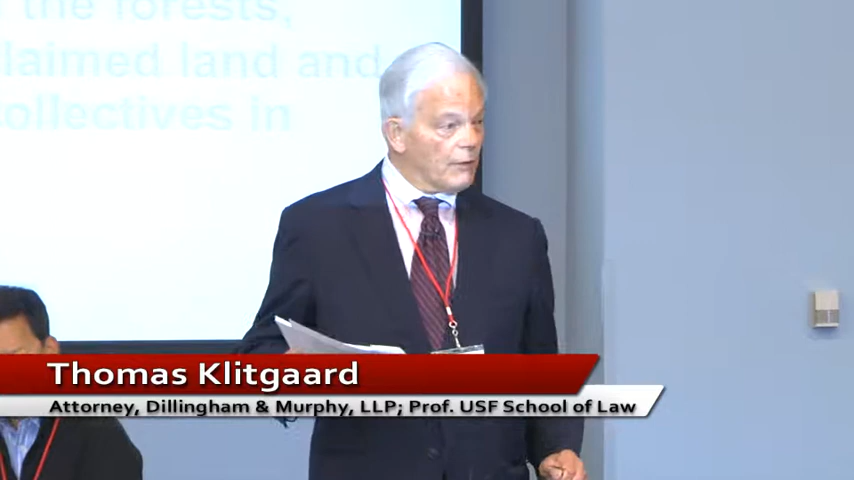 the forests,
laimed land and
ollectives in
Thomas Klitgaard
Attorney, Dillingham & Murphy, LLP; Prof. USF School of Law